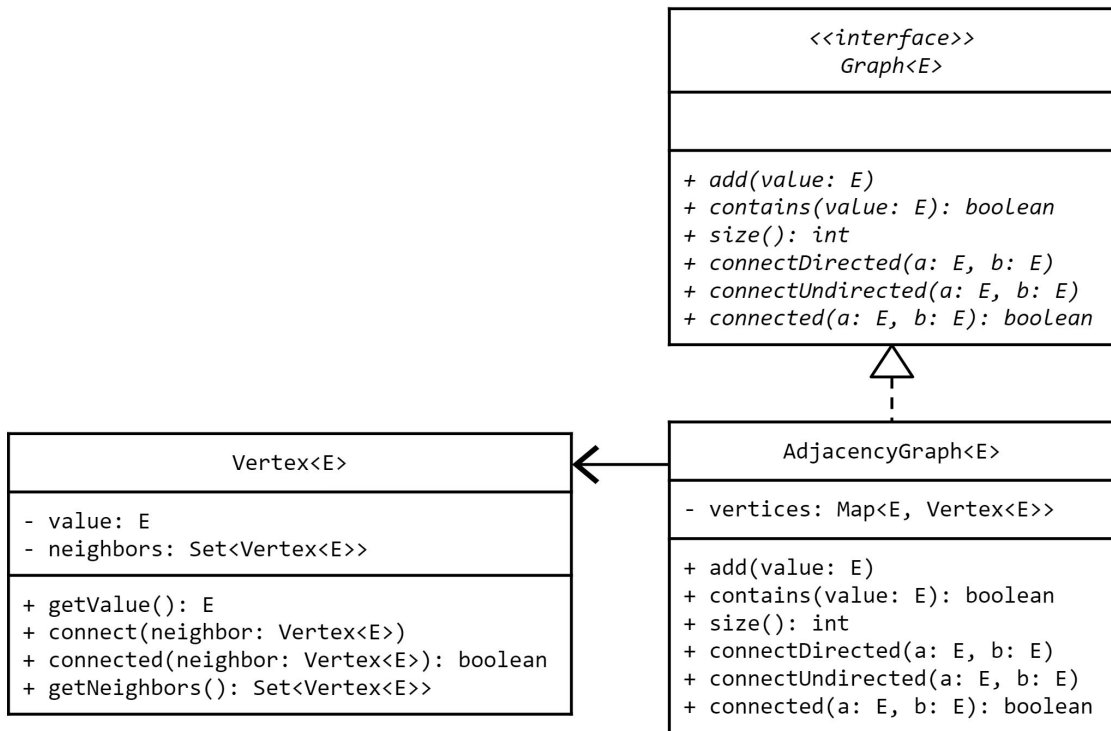 <<interface>>
Graph<E>
+ add(value: E)
+ contains(value: E): boolean
+ size(): int
+ connectDirected(a: E, b: E)
+ connectUndirected(a: E, b: E)
+ connected(a: E, b: E): boolean
Vertex<E>
- value: E
- neighbors: Set<Vertex<E>>
+ getValue(): E
+ connect(neighbor: Vertex<E>)
+ connected(neighbor: Vertex<E>): boolean
+ getNeighbors(): Set<Vertex<E>>
AdjacencyGraph<E>
- vertices: Map<E, Vertex<E>>
+ add(value: E)
+ contains(value: E): boolean
+ size(): int
+ connectDirected(a: E, b: E)
+ connectUndirected(a: E, b: E)
+ connected(a: E, b: E): boolean